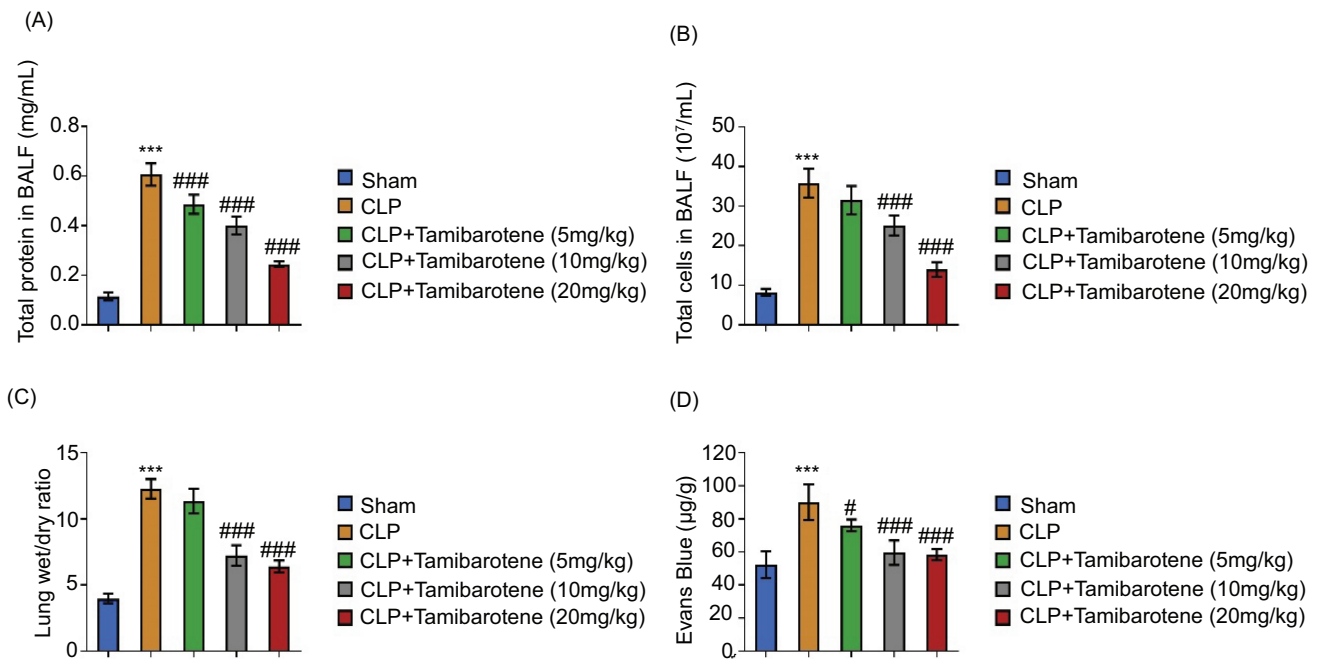 (A)
Total protein in BALF (mg/mL)
0.8
0.6
0.4
0.2
0.0
***
###
###
###
Sham
CLP
CLP+Tamibarotene (5mg/kg)
CLP+Tamibarotene (10mg/kg)
CLP+Tamibarotene (20mg/kg)
(B)
Total cells in BALF (10⁷/mL)
50
40
30
20
10
0
***
###
###
Sham
CLP
CLP+Tamibarotene (5mg/kg)
CLP+Tamibarotene (10mg/kg)
CLP+Tamibarotene (20mg/kg)
(C)
Lung wet/dry ratio
15
10
5
0
***
###
###
Sham
CLP
CLP+Tamibarotene (5mg/kg)
CLP+Tamibarotene (10mg/kg)
CLP+Tamibarotene (20mg/kg)
(D)
Evans Blue (µg/g)
120
100
80
60
40
20
0
***
#
###
###
Sham
CLP
CLP+Tamibarotene (5mg/kg)
CLP+Tamibarotene (10mg/kg)
CLP+Tamibarotene (20mg/kg)